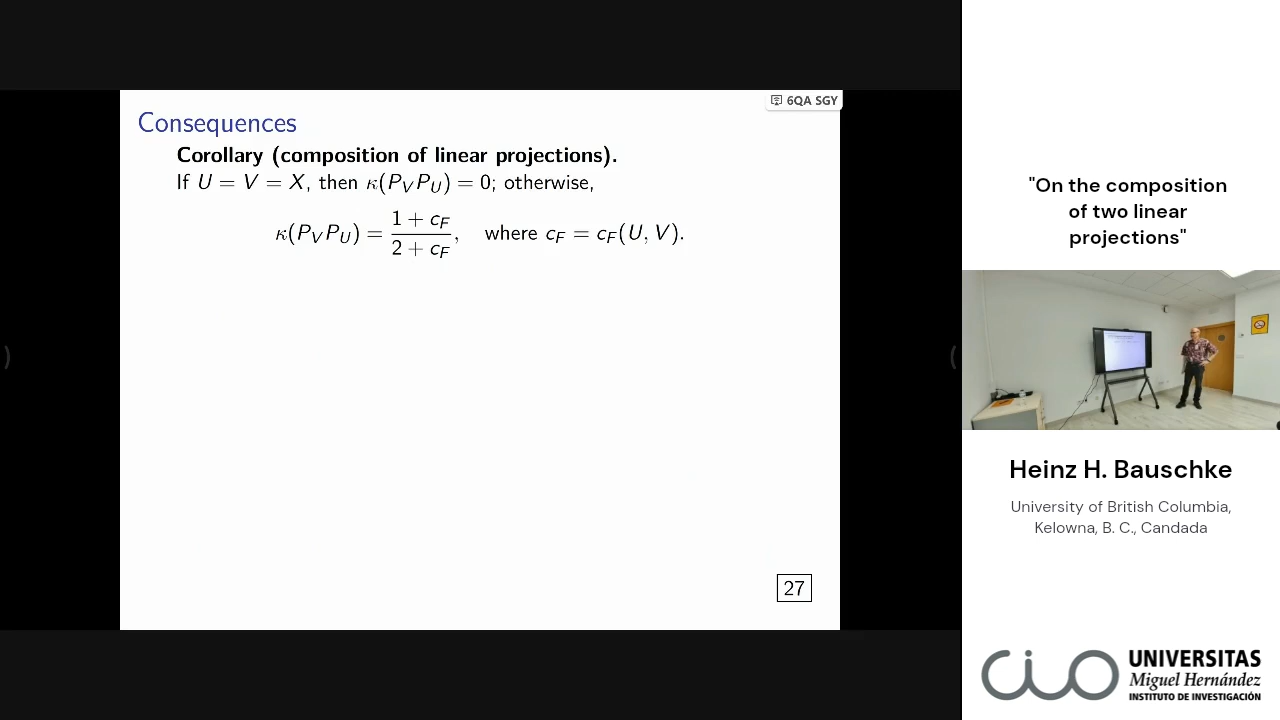 6QA SGY
Consequences
Corollary (composition of linear projections).
If U = V = X, then κ(P_V P_U) = 0; otherwise,
κ(P_V P_U) = \frac{1 + c_F}{2 + c_F}, where c_F = c_F(U, V).
27
"On the composition
of two linear
projections"
Heinz H. Bauschke
University of British Columbia,
Kelowna, B. C., Candada
CIO
UNIVERSITAS
Miguel Hernández
INSTITUTO DE INVESTIGACIÓN